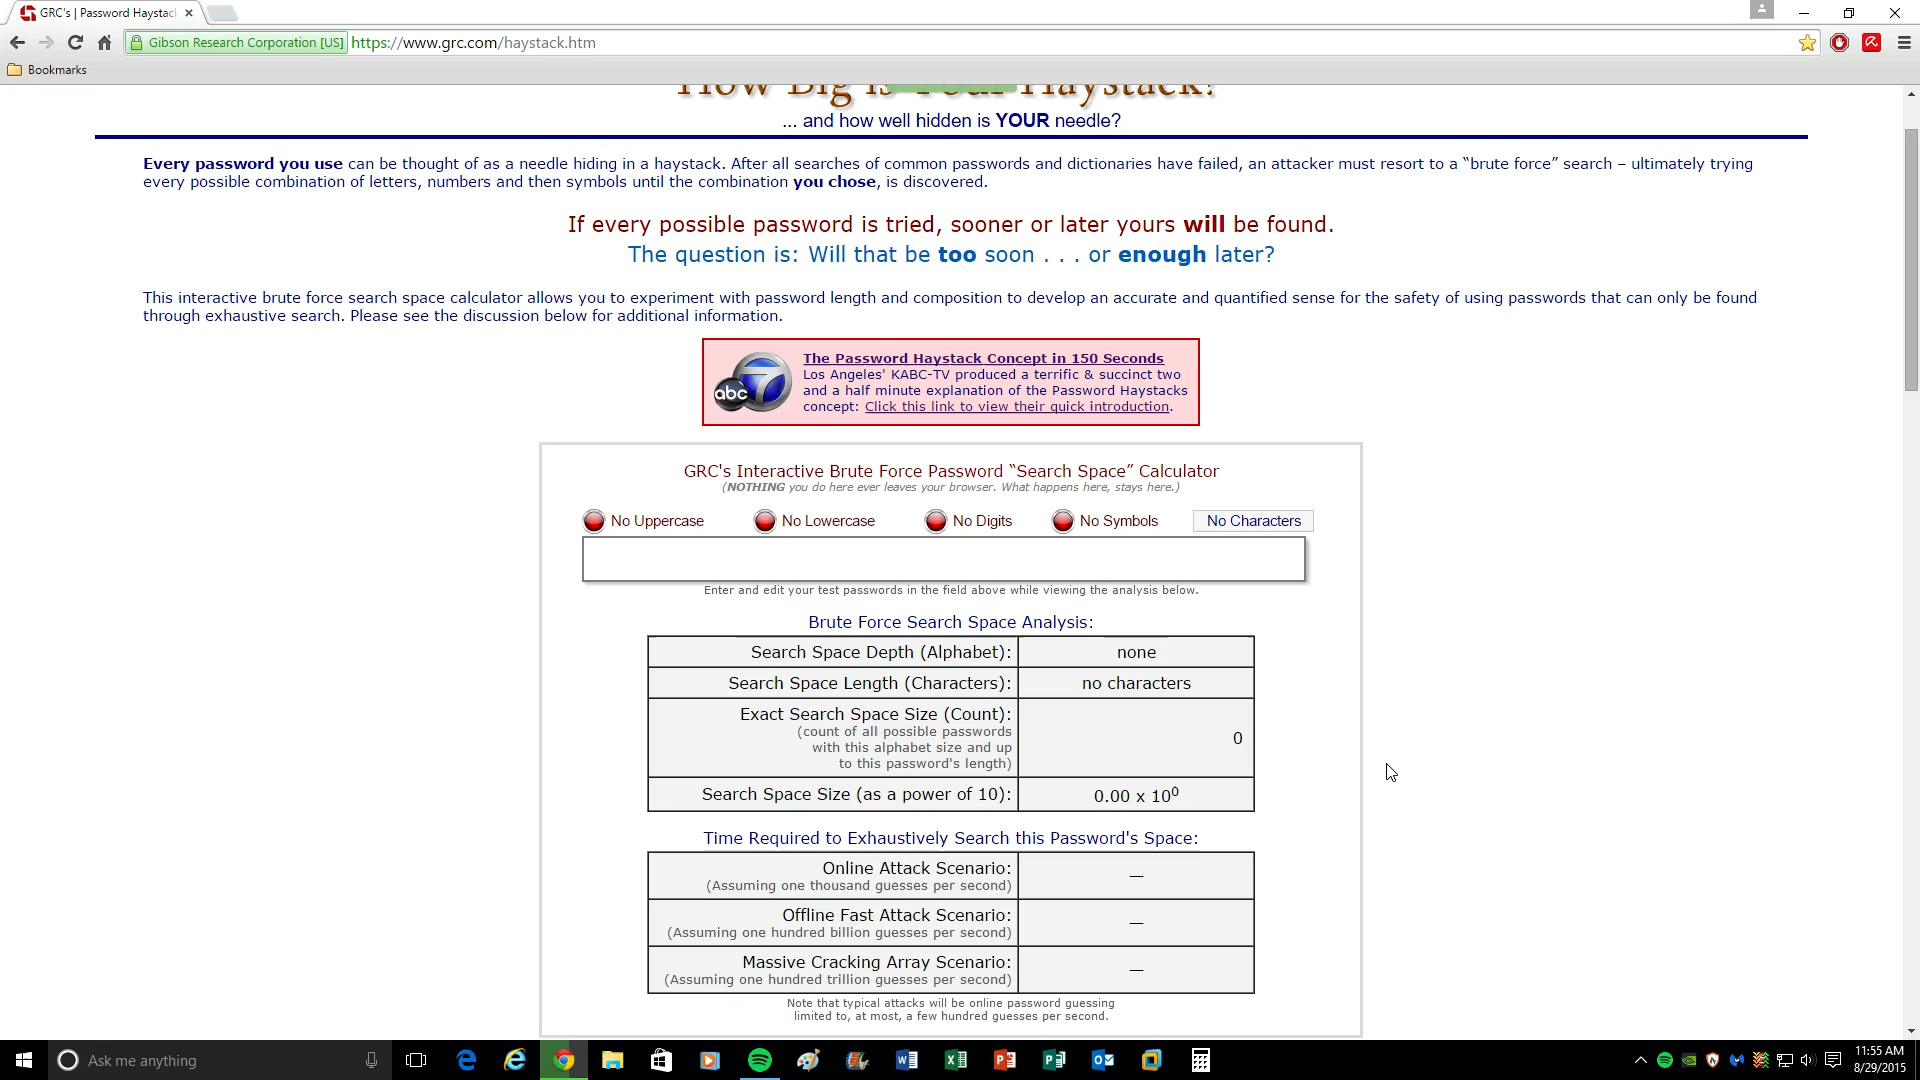 GRC's | Password Haystac
Gibson Research Corporation [US] https://www.grc.com/haystack.htm
Bookmarks
How Big is Your Haystack?
... and how well hidden is YOUR needle?
Every password you use can be thought of as a needle hiding in a haystack. After all searches of common passwords and dictionaries have failed, an attacker must resort to a “brute force” search – ultimately trying
every possible combination of letters, numbers and then symbols until the combination you chose, is discovered.
If every possible password is tried, sooner or later yours will be found.
The question is: Will that be too soon . . . or enough later?
This interactive brute force search space calculator allows you to experiment with password length and composition to develop an accurate and quantified sense for the safety of using passwords that can only be found
through exhaustive search. Please see the discussion below for additional information.
The Password Haystack Concept in 150 Seconds
Los Angeles' KABC-TV produced a terrific & succinct two
and a half minute explanation of the Password Haystacks
concept: Click this link to view their quick introduction.
abc 7
GRC's Interactive Brute Force Password “Search Space” Calculator
(NOTHING you do here ever leaves your browser. What happens here, stays here.)
No Uppercase No Lowercase No Digits No Symbols No Characters
Enter and edit your test passwords in the field above while viewing the analysis below.
Brute Force Search Space Analysis:
Search Space Depth (Alphabet): none
Search Space Length (Characters): no characters
Exact Search Space Size (Count):
(count of all possible passwords
with this alphabet size and up
to this password's length)
0
Search Space Size (as a power of 10): 0.00 x 10⁰
Time Required to Exhaustively Search this Password's Space:
Online Attack Scenario:
(Assuming one thousand guesses per second)
—
Offline Fast Attack Scenario:
(Assuming one hundred billion guesses per second)
—
Massive Cracking Array Scenario:
(Assuming one hundred trillion guesses per second)
—
Note that typical attacks will be online password guessing
limited to, at most, a few hundred guesses per second.
Ask me anything
11:55 AM
8/29/2015